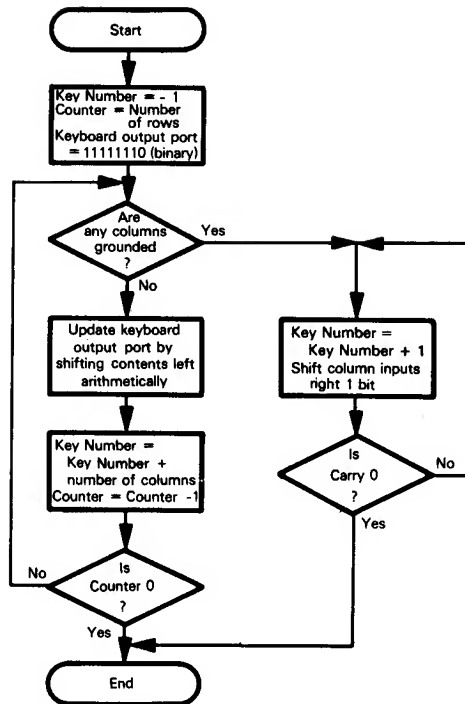 Start
Key Number = - 1
Counter = Number
of rows
Keyboard output port
= 11111110 (binary)
Are
any columns
grounded
?
Yes
No
Update keyboard
output port by
shifting contents left
arithmetically
Key Number =
Key Number +
number of columns
Counter = Counter -1
Is
Counter 0
?
No
Yes
End
Key Number =
Key Number + 1
Shift column inputs
right 1 bit
Is
Carry 0
?
No
Yes